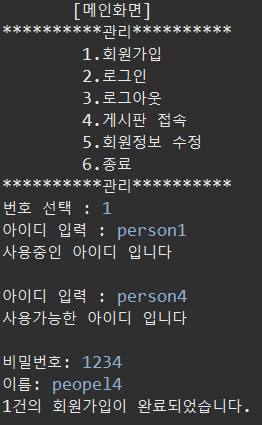 [메인화면]
**********관리**********
1.회원가입
2.로그인
3.로그아웃
4.게시판 접속
5.회원정보 수정
6.종료
**********관리**********
번호 선택 : 1
아이디 입력 : person1
사용중인 아이디 입니다
아이디 입력 : person4
사용가능한 아이디 입니다
비밀번호: 1234
이름: peopel4
1건의 회원가입이 완료되었습니다.